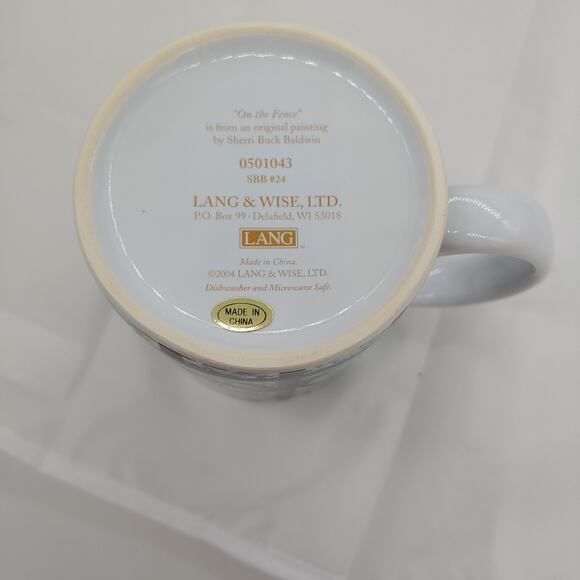 "On the Fence"
is from an original painting
by Sherri Buck Baldwin
0501043
SBB #24
LANG & WISE, LTD.
P.O. Box 99 · Delafield, WI 53018
LANG™
Made in China.
©2004 LANG & WISE, LTD.
Dishwasher and Microwave Safe.
MADE IN
CHINA